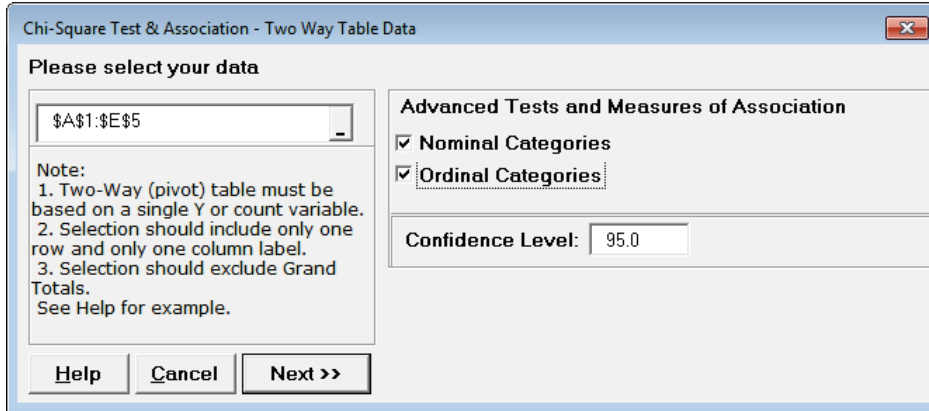 Chi-Square Test & Association - Two Way Table Data
Please select your data
$A$1:$E$5
Note:
1. Two-Way (pivot) table must be
based on a single Y or count variable.
2. Selection should include only one
row and only one column label.
3. Selection should exclude Grand
Totals.
See Help for example.
Help
Cancel
Next >>
Advanced Tests and Measures of Association
Nominal Categories
Ordinal Categories
Confidence Level: 95.0